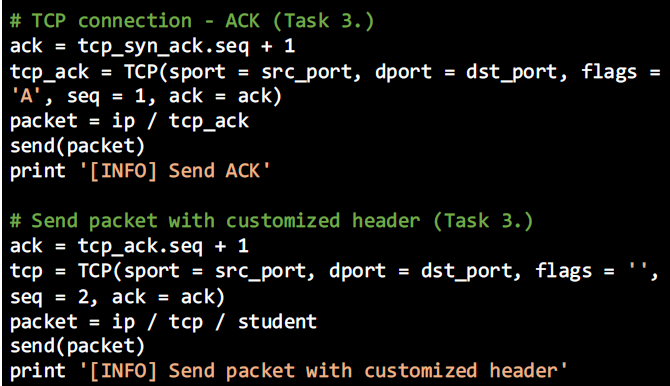 # TCP connection - ACK (Task 3.)
ack = tcp_syn_ack.seq + 1
tcp_ack = TCP(sport = src_port, dport = dst_port, flags =
'A', seq = 1, ack = ack)
packet = ip / tcp_ack
send(packet)
print '[INFO] Send ACK'

# Send packet with customized header (Task 3.)
ack = tcp_ack.seq + 1
tcp = TCP(sport = src_port, dport = dst_port, flags = '',
seq = 2, ack = ack)
packet = ip / tcp / student
send(packet)
print '[INFO] Send packet with customized header'